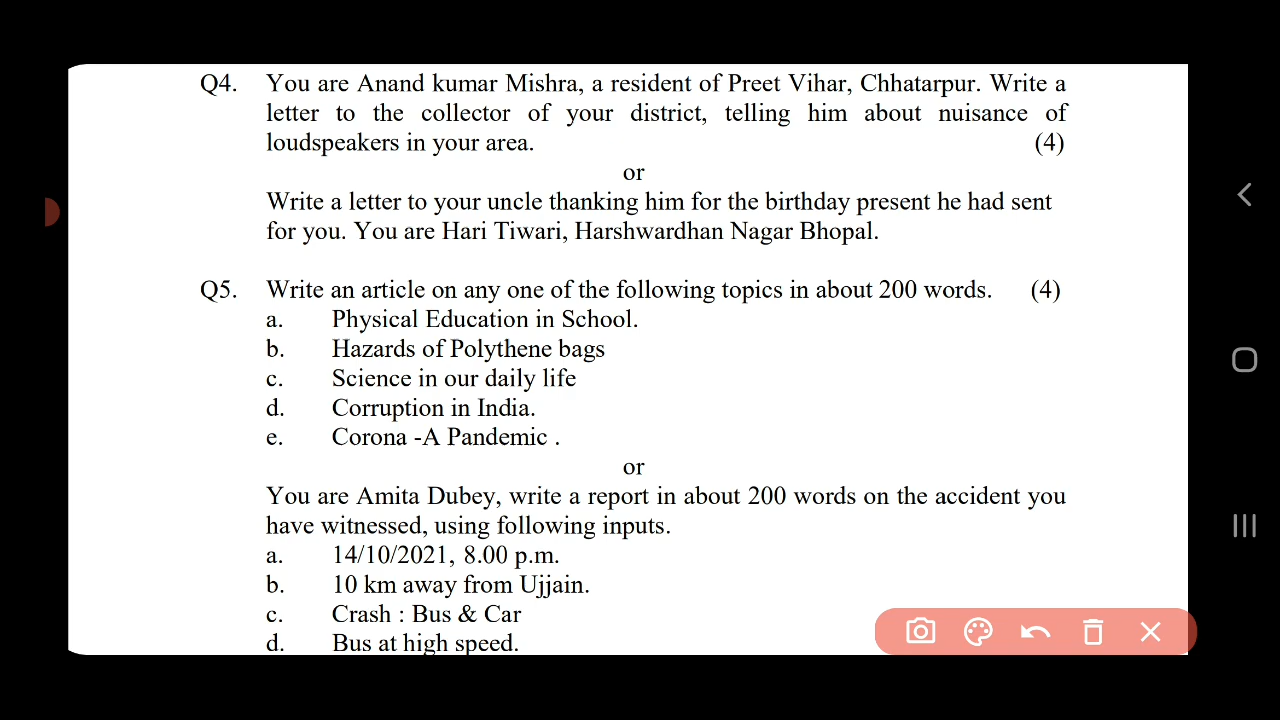 Q4. You are Anand kumar Mishra, a resident of Preet Vihar, Chhatarpur. Write a
letter to the collector of your district, telling him about nuisance of
loudspeakers in your area. (4)
or
Write a letter to your uncle thanking him for the birthday present he had sent
for you. You are Hari Tiwari, Harshwardhan Nagar Bhopal.
Q5. Write an article on any one of the following topics in about 200 words. (4)
a. Physical Education in School.
b. Hazards of Polythene bags
c. Science in our daily life
d. Corruption in India.
e. Corona -A Pandemic .
or
You are Amita Dubey, write a report in about 200 words on the accident you
have witnessed, using following inputs.
a. 14/10/2021, 8.00 p.m.
b. 10 km away from Ujjain.
c. Crash : Bus & Car
d. Bus at high speed.